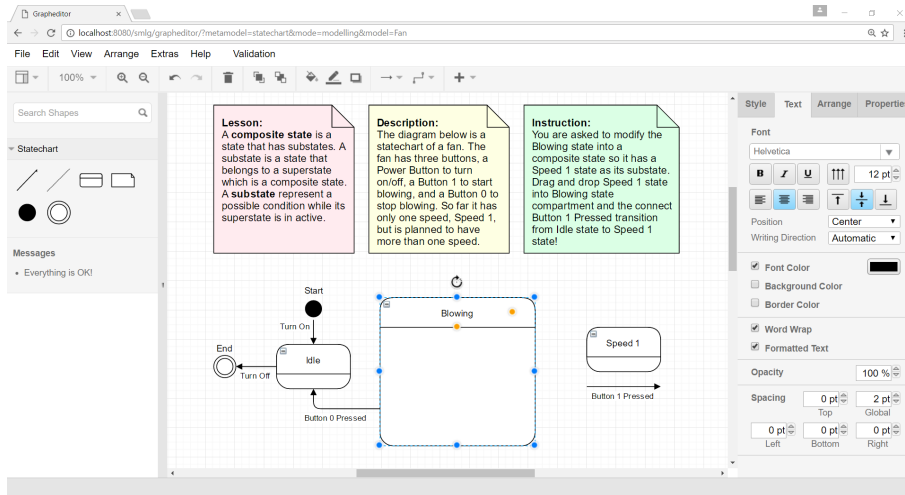 Grapheditor
localhost:8080/smlg/grapheditor/?metamodel=statechart&mode=modelling&model=Fan
File Edit View Arrange Extras Help Validation
100%
Search Shapes
Statechart
Messages
Everything is OK!
Lesson:
A composite state is a
state that has substates. A
substate is a state that
belongs to a superstate
which is a composite state.
A substate represent a
possible condition while its
superstate is in active.
Description:
The diagram below is a
statechart of a fan. The
fan has three buttons, a
Power Button to turn
on/off, a Button 1 to start
blowing, and a Button 0 to
stop blowing. So far it has
only one speed, Speed 1,
but is planned to have
more than one speed.
Instruction:
You are asked to modify the
Blowing state into a
composite state so it has a
Speed 1 state as its substate.
Drag and drop Speed 1 state
into Blowing state
compartment and the connect
Button 1 Pressed transition
from Idle state to Speed 1
state!
Start
Turn On
End
Idle
Turn Off
Button 0 Pressed
Blowing
Speed 1
Button 1 Pressed
Style Text Arrange Propertie
Font
Helvetica
B I U 12 pt
T T T
Position Center
Writing Direction Automatic
Font Color
Background Color
Border Color
Word Wrap
Formatted Text
Opacity 100 %
Spacing 0 pt 2 pt
Top Global
0 pt 0 pt 0 pt
Left Bottom Right